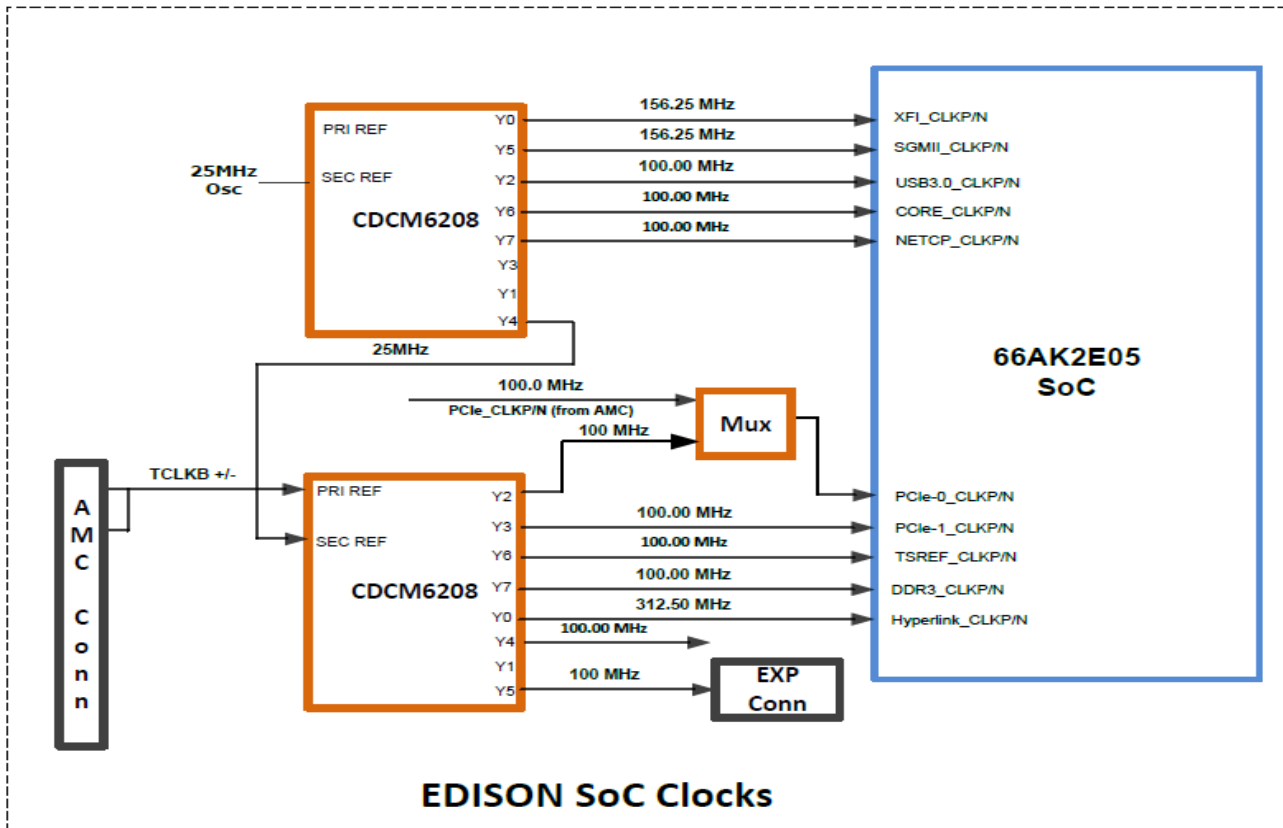 156.25 MHz
Y0
XFI_CLKP/N
PRI REF
156.25 MHz
Y5
SGMII_CLKP/N
25MHz
Osc
SEC REF
100.00 MHz
Y2
USB3.0_CLKP/N
CDCM6208
100.00 MHz
Y6
CORE_CLKP/N
100.00 MHz
Y7
NETCP_CLKP/N
Y3
Y1
Y4
25MHz
66AK2E05
SoC
100.0 MHz
PCIe_CLKP/N (from AMC)
Mux
100 MHz
AMC Conn
TCLKB +/-
PRI REF
Y2
PCIe-0_CLKP/N
SEC REF
Y3
100.00 MHz
PCIe-1_CLKP/N
Y6
100.00 MHz
TSREF_CLKP/N
CDCM6208
Y7
100.00 MHz
DDR3_CLKP/N
Y0
312.50 MHz
Hyperlink_CLKP/N
Y4
100.00 MHz
Y1
Y5
100 MHz
EXP
Conn
EDISON SoC Clocks